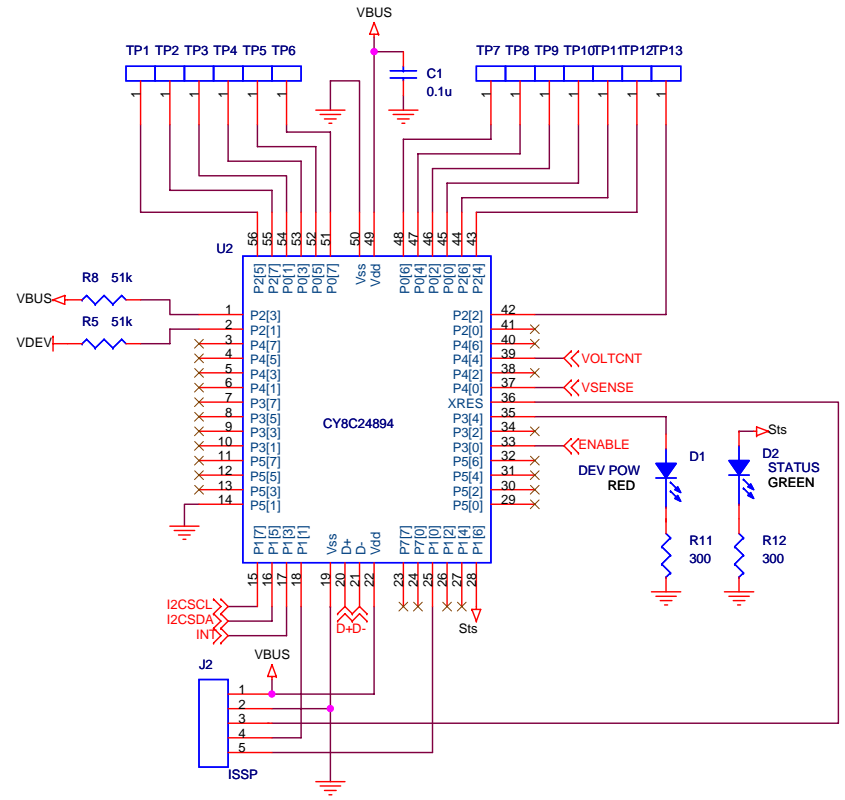 VBUS
TP1 TP2 TP3 TP4 TP5 TP6
TP7 TP8 TP9 TP10 TP11 TP12 TP13
C1
0.1u
1 1 1 1 1 1
1 1 1 1 1 1 1
56 55 54 53 52 51 50 49 48 47 46 45 44 43
U2
P2[5] P2[7] P0[1] P0[3] P0[5] P0[7] Vss Vdd P0[6] P0[4] P0[2] P0[0] P2[6] P2[4]
R8 51k
VBUS
R5 51k
VDEV
1 P2[3]
2 P2[1]
3 P4[7]
4 P4[5]
5 P4[3]
6 P4[1]
7 P3[7]
8 P3[5]
9 P3[3]
10 P3[1]
11 P5[7]
12 P5[5]
13 P5[3]
14 P5[1]
CY8C24894
P2[2] 42
P2[0] 41
P4[6] 40
P4[4] 39 VOLTCNT
P4[2] 38
P4[0] 37 VSENSE
XRES 36
P3[4] 35
P3[2] 34
P3[0] 33 ENABLE
P5[6] 32
P5[4] 31
P5[2] 30
P5[0] 29
D1
DEV POW
RED
Sts
D2
STATUS
GREEN
R11
300
R12
300
P1[7] P1[5] P1[3] P1[1] Vss D+ D- Vdd P7[7] P7[0] P1[0] P1[2] P1[4] P1[6]
15 16 17 18 19 20 21 22 23 24 25 26 27 28
I2CSCL
I2CSDA
INT
D+ D-
Sts
VBUS
J2
1
2
3
4
5
ISSP